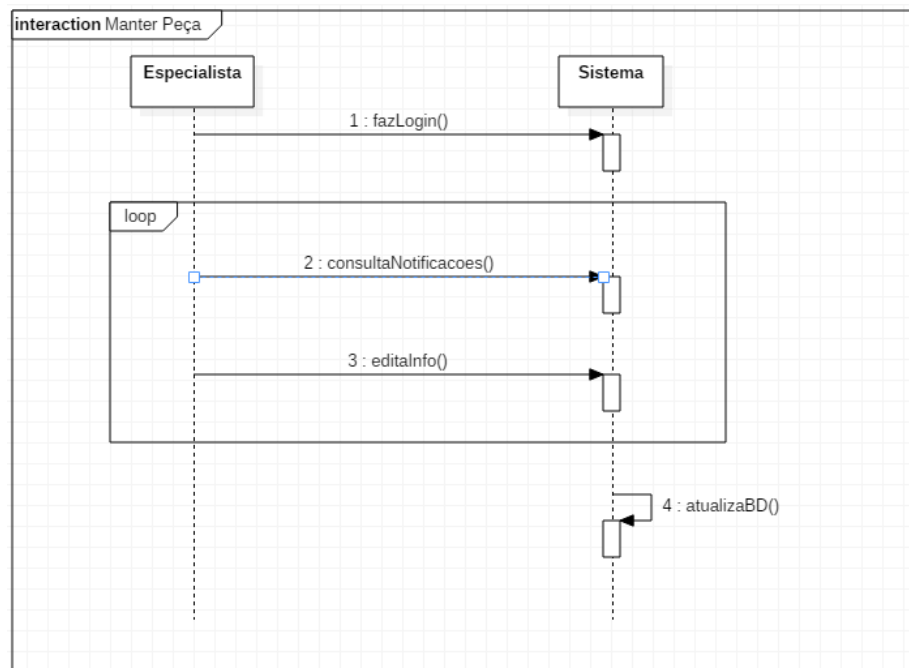 interaction Manter Peça
Especialista
Sistema
1 : fazLogin()
loop
2 : consultaNotificacoes()
3 : editaInfo()
4 : atualizaBD()